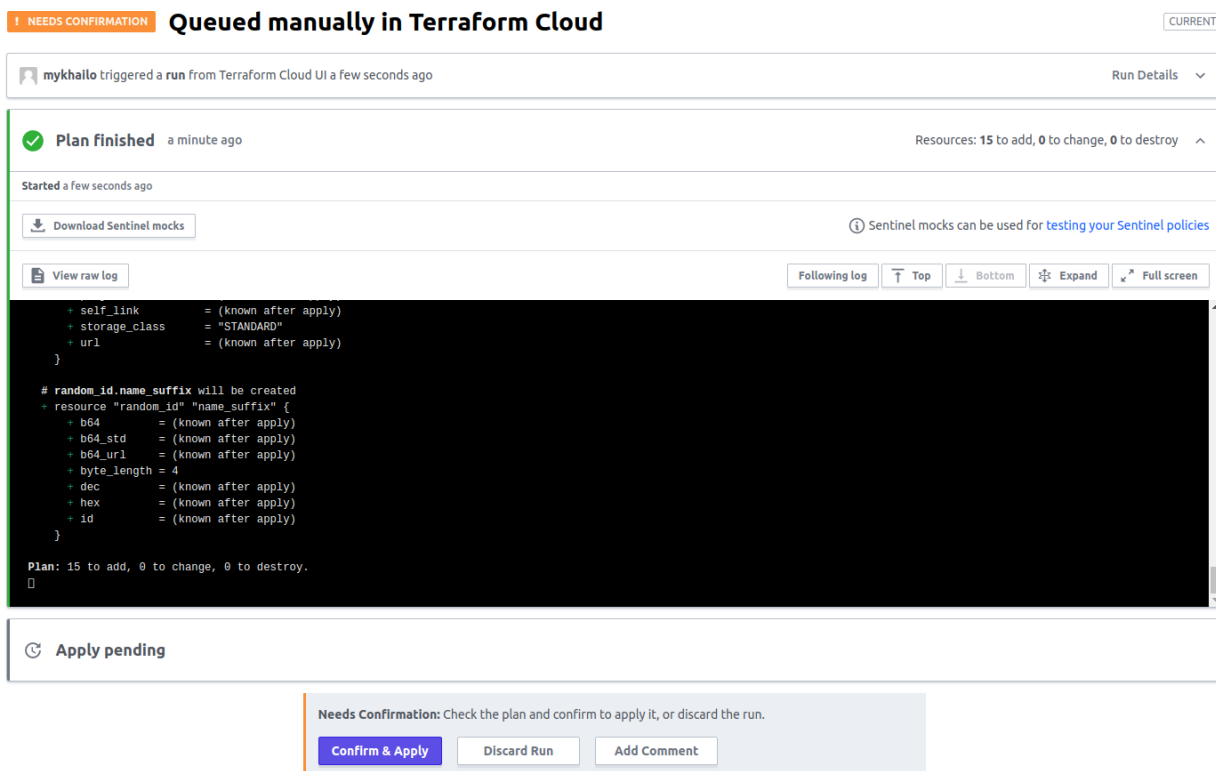 ! NEEDS CONFIRMATION Queued manually in Terraform Cloud CURRENT
mykhailo triggered a run from Terraform Cloud UI a few seconds ago Run Details
Plan finished a minute ago Resources: 15 to add, 0 to change, 0 to destroy
Started a few seconds ago
Download Sentinel mocks Sentinel mocks can be used for testing your Sentinel policies
View raw log Following log Top Bottom Expand Full screen
+ self_link = (known after apply)
+ storage_class = "STANDARD"
+ url = (known after apply)
}
# random_id.name_suffix will be created
+ resource "random_id" "name_suffix" {
+ b64 = (known after apply)
+ b64_std = (known after apply)
+ b64_url = (known after apply)
+ byte_length = 4
+ dec = (known after apply)
+ hex = (known after apply)
+ id = (known after apply)
}
Plan: 15 to add, 0 to change, 0 to destroy.
Apply pending
Needs Confirmation: Check the plan and confirm to apply it, or discard the run.
Confirm & Apply Discard Run Add Comment